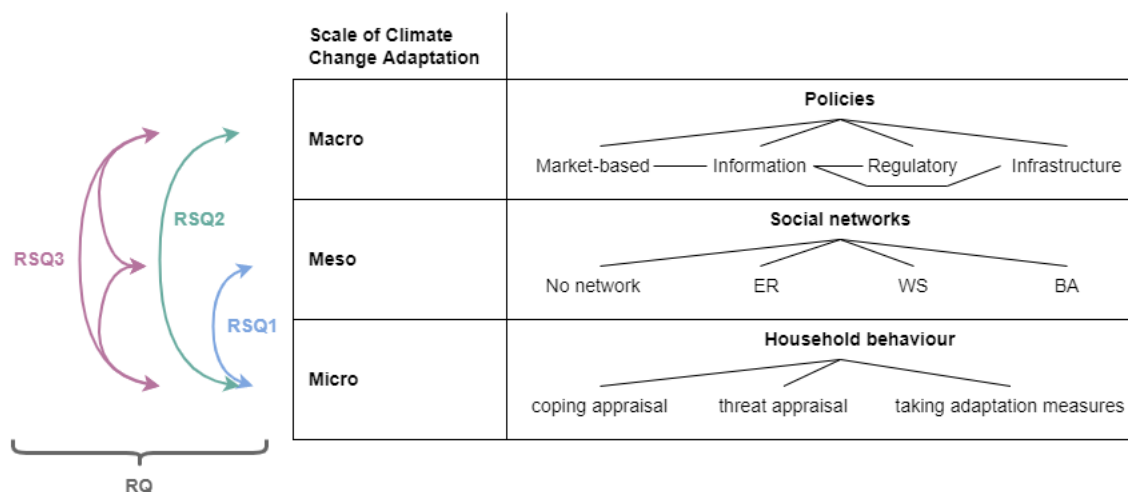 Scale of Climate
Change Adaptation
Policies
Macro
Market-based
Information
Regulatory
Infrastructure
RSQ2
Social networks
RSQ3
Meso
No network
ER
WS
BA
RSQ1
Household behaviour
Micro
coping appraisal
threat appraisal
taking adaptation measures
RQ